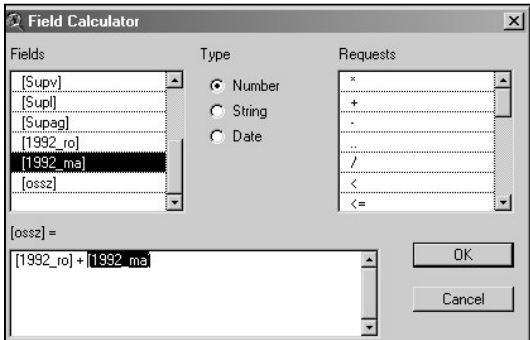 Field Calculator
Fields
Type
Requests
[Supv]
[Supl]
[Supag]
[1992_ro]
[1992_ma]
[ossz]
Number
String
Date
*
+
-
..
/
<
<=
[ossz] =
[1992_ro] + [1992_ma]
OK
Cancel